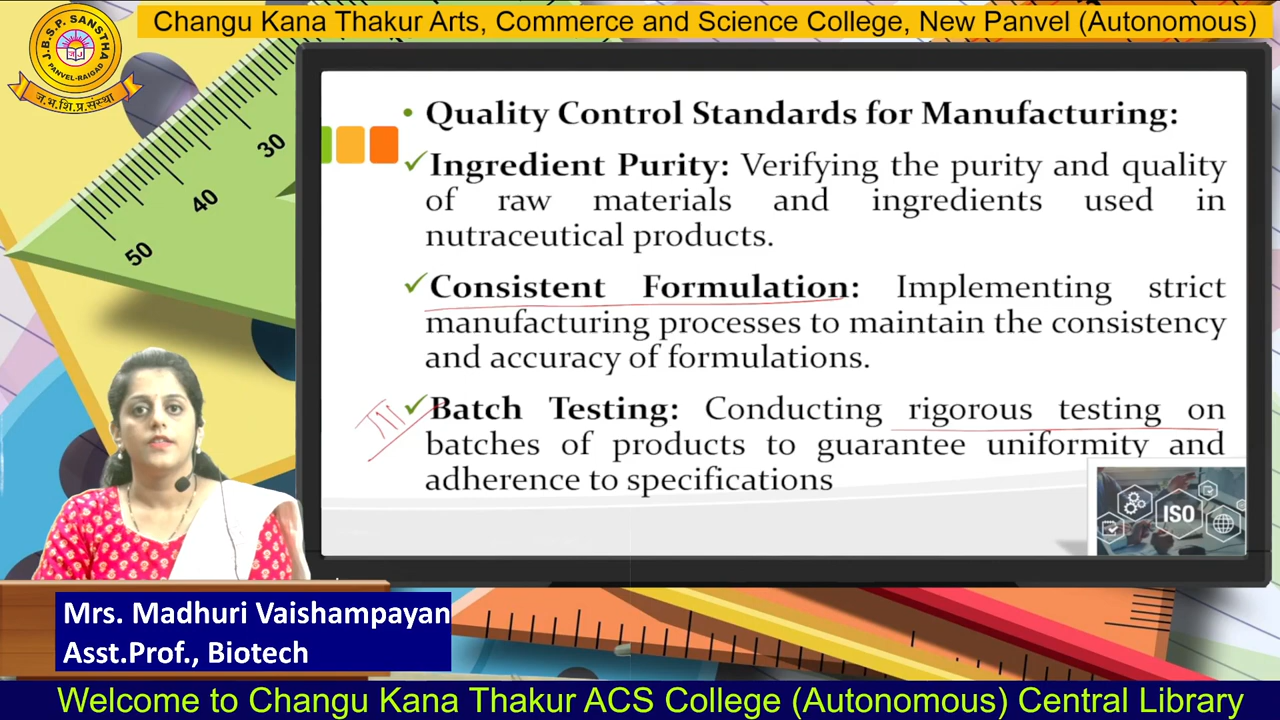 Changu Kana Thakur Arts, Commerce and Science College, New Panvel (Autonomous)
J.B.S.P. SANSTHA
PANVEL-RAIGAD
ज.भ.शि.प्र.संस्था
30
40
50
• Quality Control Standards for Manufacturing:
Ingredient Purity: Verifying the purity and quality
of raw materials and ingredients used in
nutraceutical products.
Consistent Formulation: Implementing strict
manufacturing processes to maintain the consistency
and accuracy of formulations.
Batch Testing: Conducting rigorous testing on
batches of products to guarantee uniformity and
adherence to specifications
ISO
Mrs. Madhuri Vaishampayan
Asst.Prof., Biotech
Welcome to Changu Kana Thakur ACS College (Autonomous) Central Library